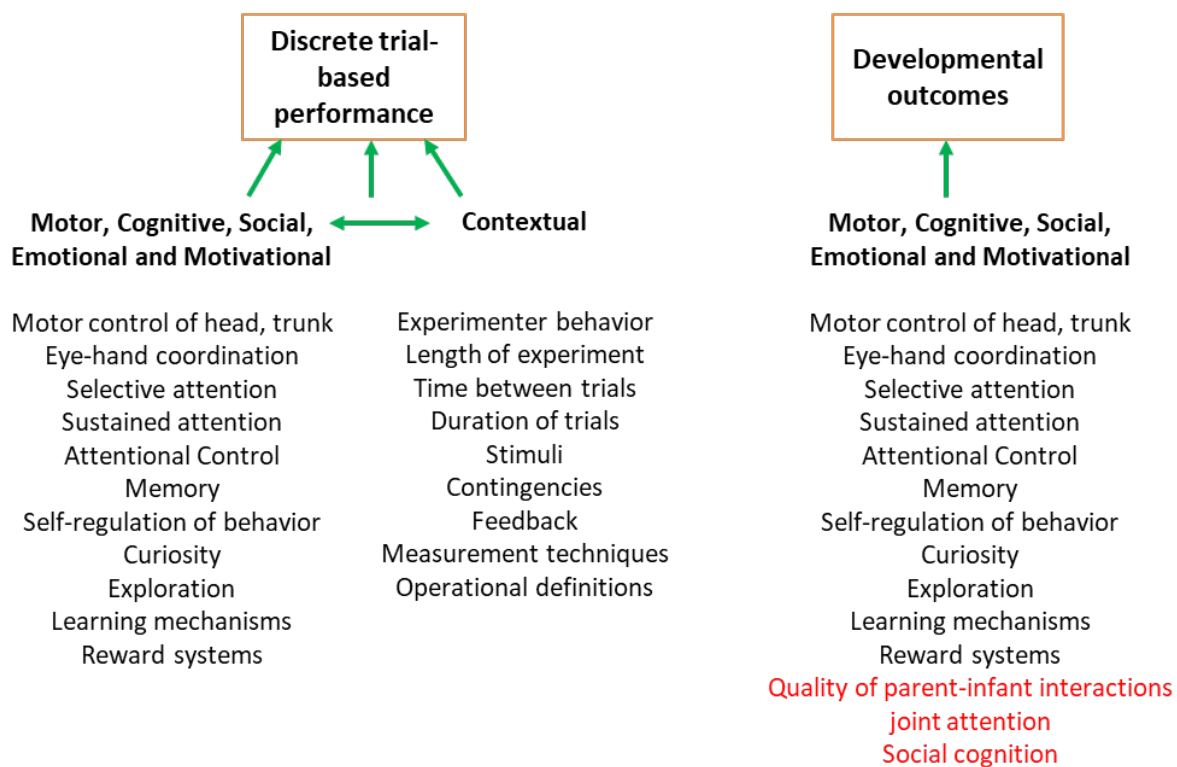 Discrete trial-
based
performance
Motor, Cognitive, Social,
Emotional and Motivational
Motor control of head, trunk
Eye-hand coordination
Selective attention
Sustained attention
Attentional Control
Memory
Self-regulation of behavior
Curiosity
Exploration
Learning mechanisms
Reward systems
Contextual
Experimenter behavior
Length of experiment
Time between trials
Duration of trials
Stimuli
Contingencies
Feedback
Measurement techniques
Operational definitions
Developmental
outcomes
Motor, Cognitive, Social,
Emotional and Motivational
Motor control of head, trunk
Eye-hand coordination
Selective attention
Sustained attention
Attentional Control
Memory
Self-regulation of behavior
Curiosity
Exploration
Learning mechanisms
Reward systems
Quality of parent-infant interactions
joint attention
Social cognition